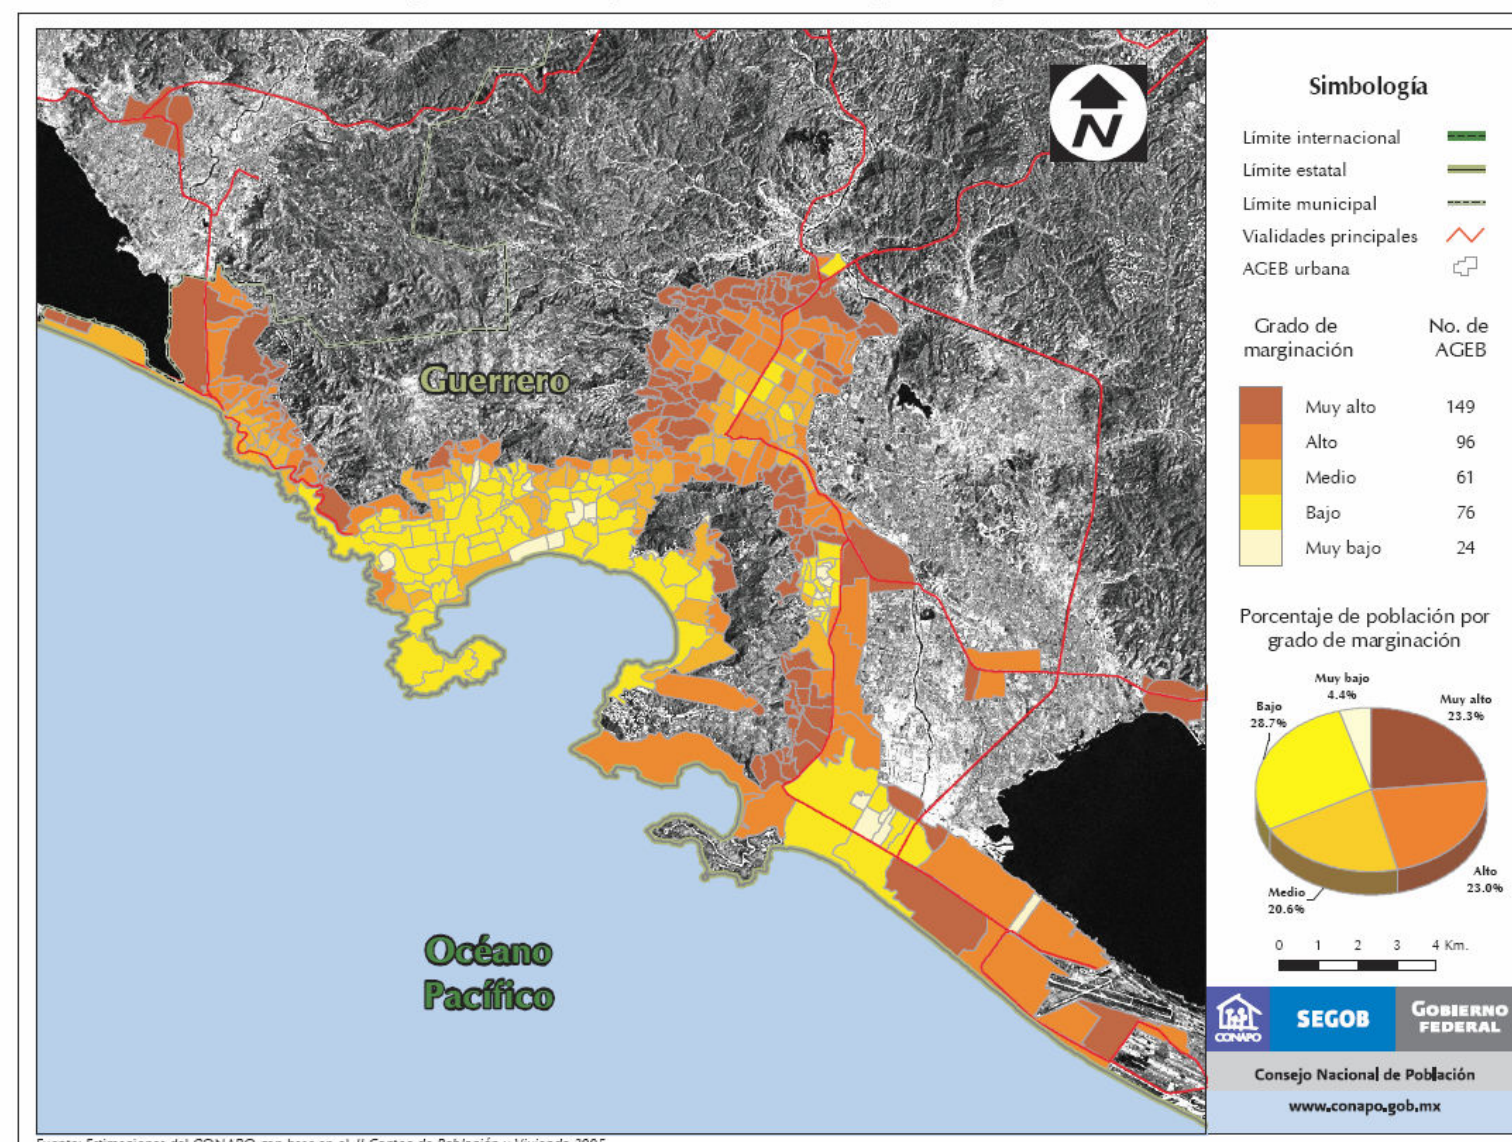 Simbología
Límite internacional
Límite estatal
Límite municipal
Vialidades principales
AGEB urbana
Grado de marginación
No. de AGEB
Muy alto 149
Alto 96
Medio 61
Bajo 76
Muy bajo 24
Porcentaje de población por
grado de marginación
Muy bajo
4.4%
Muy alto
23.3%
Bajo
28.7%
Alto
23.0%
Medio
20.6%
0 1 2 3 4 Km.
CONAPO
SEGOB
GOBIERNO
FEDERAL
Consejo Nacional de Población
www.conapo.gob.mx
N
Guerrero
Océano
Pacífico